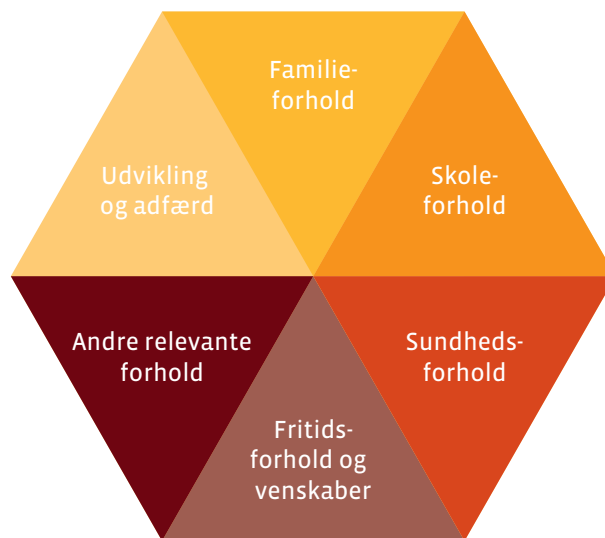 Familie-
forhold
Udvikling
og adfærd
Skole-
forhold
Andre relevante
forhold
Sundheds-
forhold
Fritids-
forhold og
venskaber